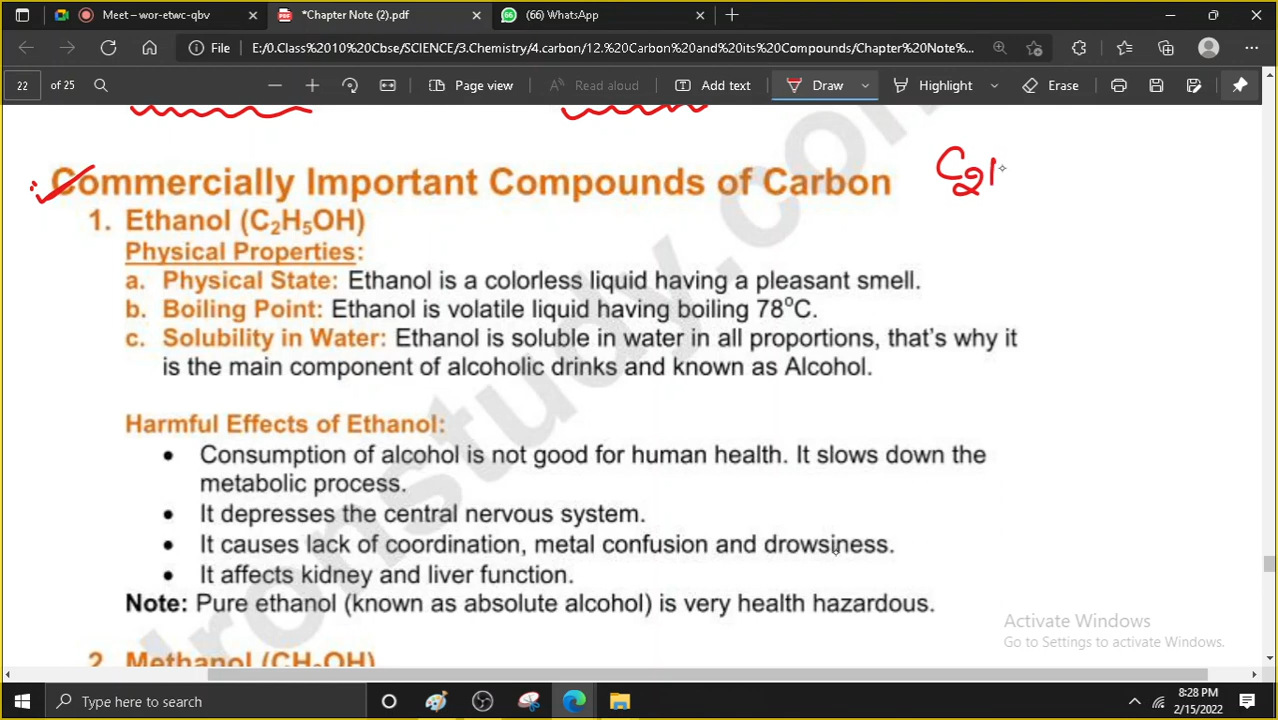 Meet – wor-etwc-qbv
*Chapter Note (2).pdf
(66) WhatsApp
File
E:/0.Class%2010%20Cbse/SCIENCE/3.Chemistry/4.carbon/12.%20Carbon%20and%20its%20Compounds/Chapter%20Note%...
22 of 25
Page view
Read aloud
Add text
Draw
Highlight
Erase
Commercially Important Compounds of Carbon
C2
1. Ethanol (C₂H₅OH)
Physical Properties:
a. Physical State: Ethanol is a colorless liquid having a pleasant smell.
b. Boiling Point: Ethanol is volatile liquid having boiling 78⁰C.
c. Solubility in Water: Ethanol is soluble in water in all proportions, that's why it
is the main component of alcoholic drinks and known as Alcohol.
Harmful Effects of Ethanol:
• Consumption of alcohol is not good for human health. It slows down the
metabolic process.
• It depresses the central nervous system.
• It causes lack of coordination, metal confusion and drowsiness.
• It affects kidney and liver function.
Note: Pure ethanol (known as absolute alcohol) is very health hazardous.
2. Methanol (CH₃OH)
Activate Windows
Go to Settings to activate Windows.
Type here to search
8:28 PM
2/15/2022